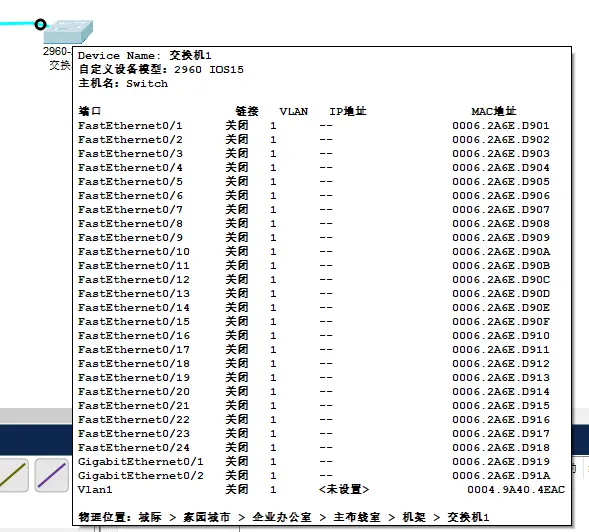 2960-
交换
Device Name: 交换机1
自定义设备模型: 2960 IOS15
主机名: Switch
端口 链接 VLAN IP地址 MAC地址
FastEthernet0/1 关闭 1 -- 0006.2A6E.D901
FastEthernet0/2 关闭 1 -- 0006.2A6E.D902
FastEthernet0/3 关闭 1 -- 0006.2A6E.D903
FastEthernet0/4 关闭 1 -- 0006.2A6E.D904
FastEthernet0/5 关闭 1 -- 0006.2A6E.D905
FastEthernet0/6 关闭 1 -- 0006.2A6E.D906
FastEthernet0/7 关闭 1 -- 0006.2A6E.D907
FastEthernet0/8 关闭 1 -- 0006.2A6E.D908
FastEthernet0/9 关闭 1 -- 0006.2A6E.D909
FastEthernet0/10 关闭 1 -- 0006.2A6E.D90A
FastEthernet0/11 关闭 1 -- 0006.2A6E.D90B
FastEthernet0/12 关闭 1 -- 0006.2A6E.D90C
FastEthernet0/13 关闭 1 -- 0006.2A6E.D90D
FastEthernet0/14 关闭 1 -- 0006.2A6E.D90E
FastEthernet0/15 关闭 1 -- 0006.2A6E.D90F
FastEthernet0/16 关闭 1 -- 0006.2A6E.D910
FastEthernet0/17 关闭 1 -- 0006.2A6E.D911
FastEthernet0/18 关闭 1 -- 0006.2A6E.D912
FastEthernet0/19 关闭 1 -- 0006.2A6E.D913
FastEthernet0/20 关闭 1 -- 0006.2A6E.D914
FastEthernet0/21 关闭 1 -- 0006.2A6E.D915
FastEthernet0/22 关闭 1 -- 0006.2A6E.D916
FastEthernet0/23 关闭 1 -- 0006.2A6E.D917
FastEthernet0/24 关闭 1 -- 0006.2A6E.D918
GigabitEthernet0/1 关闭 1 -- 0006.2A6E.D919
GigabitEthernet0/2 关闭 1 -- 0006.2A6E.D91A
Vlan1 关闭 1 <未设置> 0004.9A40.4EAC
物理位置: 城际 > 家园城市 > 企业办公室 > 主布线室 > 机架 > 交换机1